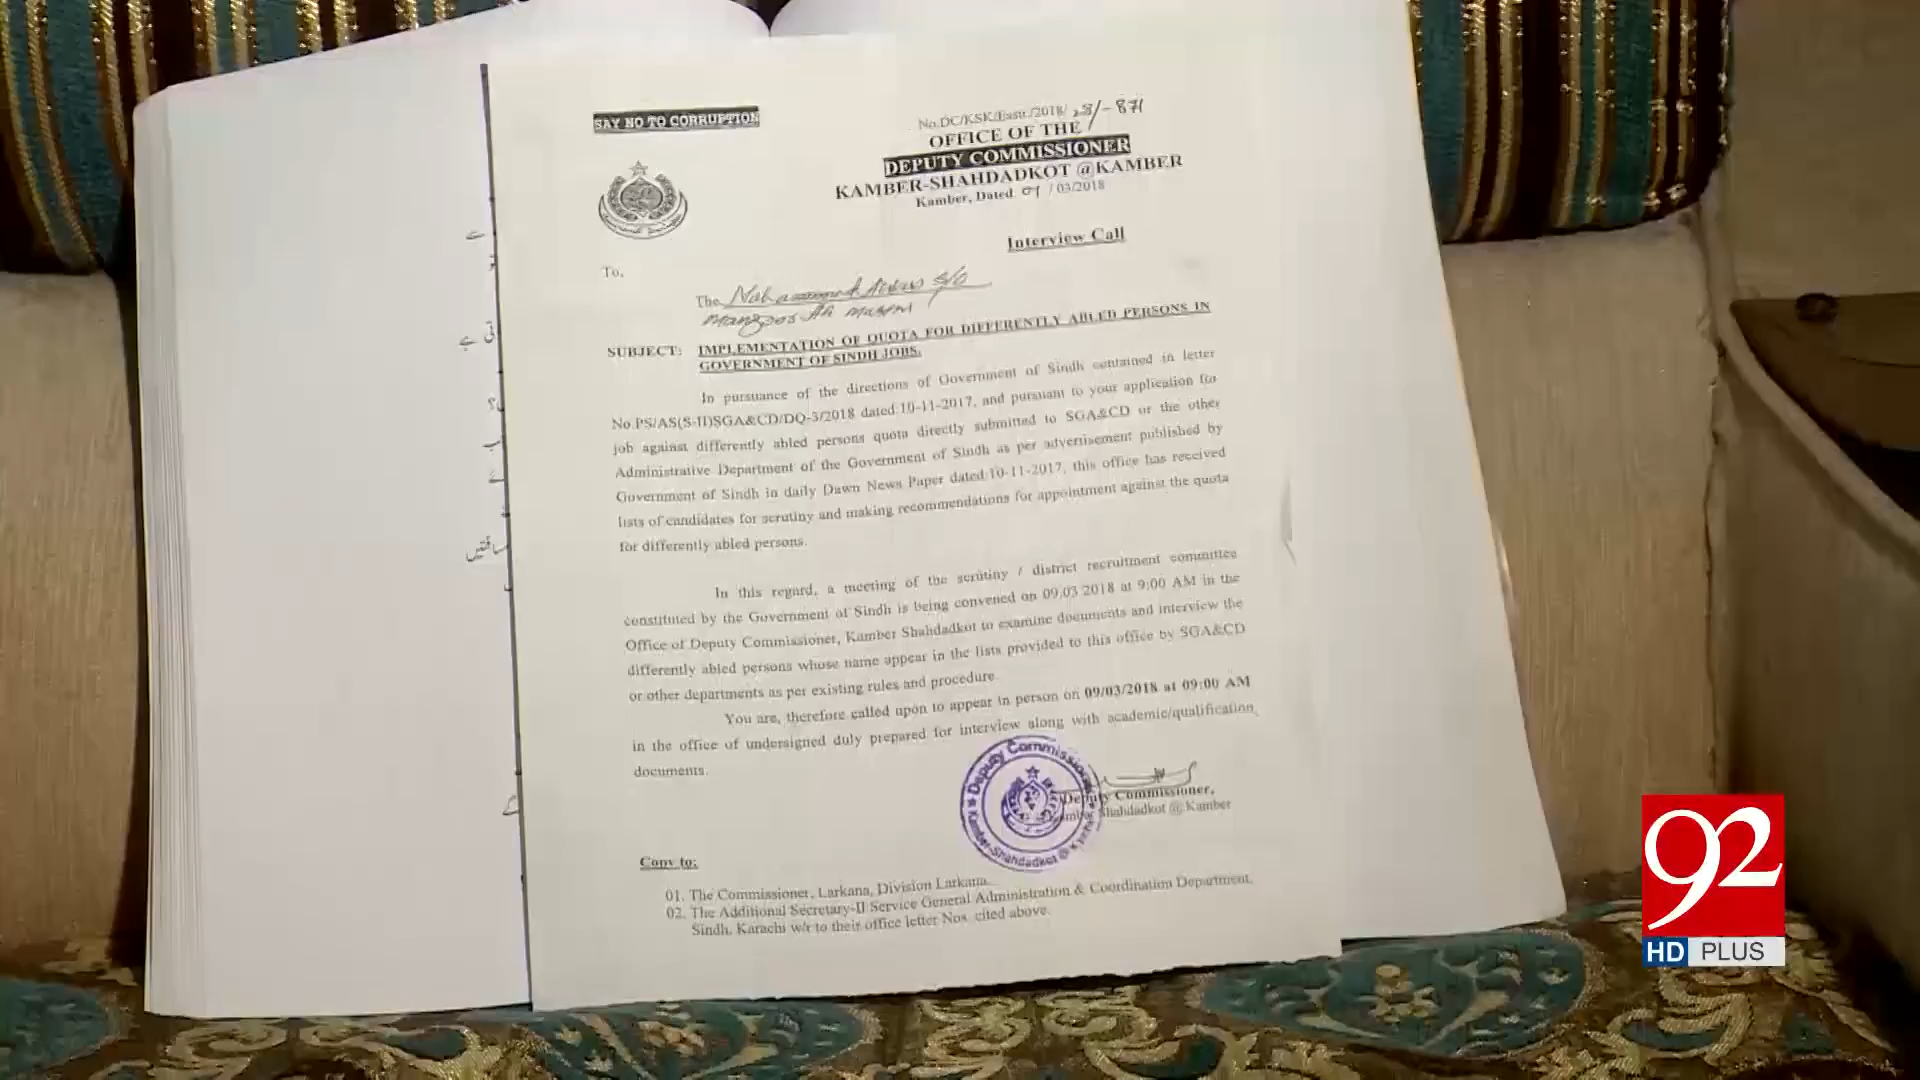 SAY NO TO CORRUPTION
No.DC/KSK/Estt./2018/ -871
OFFICE OF THE
DEPUTY COMMISSIONER
KAMBER-SHAHDADKOT @KAMBER
Kamber, Dated 07 / 03/2018
Interview Call
To,
The Mohammad s/o
SUBJECT: IMPLEMENTATION OF QUOTA FOR DIFFERENTLY ABLED PERSONS IN
GOVERNMENT OF SINDH JOBS.
In pursuance of the directions of Government of Sindh contained in letter
No.PS/AS(S-II)SGA&CD/DQ-3/2018 dated:10-11-2017, and pursuant to your application for
job against differently abled persons quota directly submitted to SGA&CD or the other
Administrative Department of the Government of Sindh as per advertisement published by
Government of Sindh in daily Dawn News Paper dated:10-11-2017, this office has received
lists of candidates for scrutiny and making recommendations for appointment against the quota
for differently abled persons.
In this regard, a meeting of the scrutiny / district recruitment committee
constituted by the Government of Sindh is being convened on 09.03.2018 at 9:00 AM in the
Office of Deputy Commissioner, Kamber Shahdadkot to examine documents and interview the
differently abled persons whose name appear in the lists provided to this office by SGA&CD
or other departments as per existing rules and procedure.
You are, therefore called upon to appear in person on 09/03/2018 at 09:00 AM
in the office of undersigned duly prepared for interview along with academic/qualification
documents.
Deputy Commissioner
Kamber-Shahdadkot @ Kamber
Deputy Commissioner,
Kamber Shahdadkot @ Kamber
Copy to:
01. The Commissioner, Larkana, Division Larkana.
02. The Additional Secretary-II Service General Administration & Coordination Department,
Sindh, Karachi w/r to their office letter Nos. cited above.
92
HD PLUS